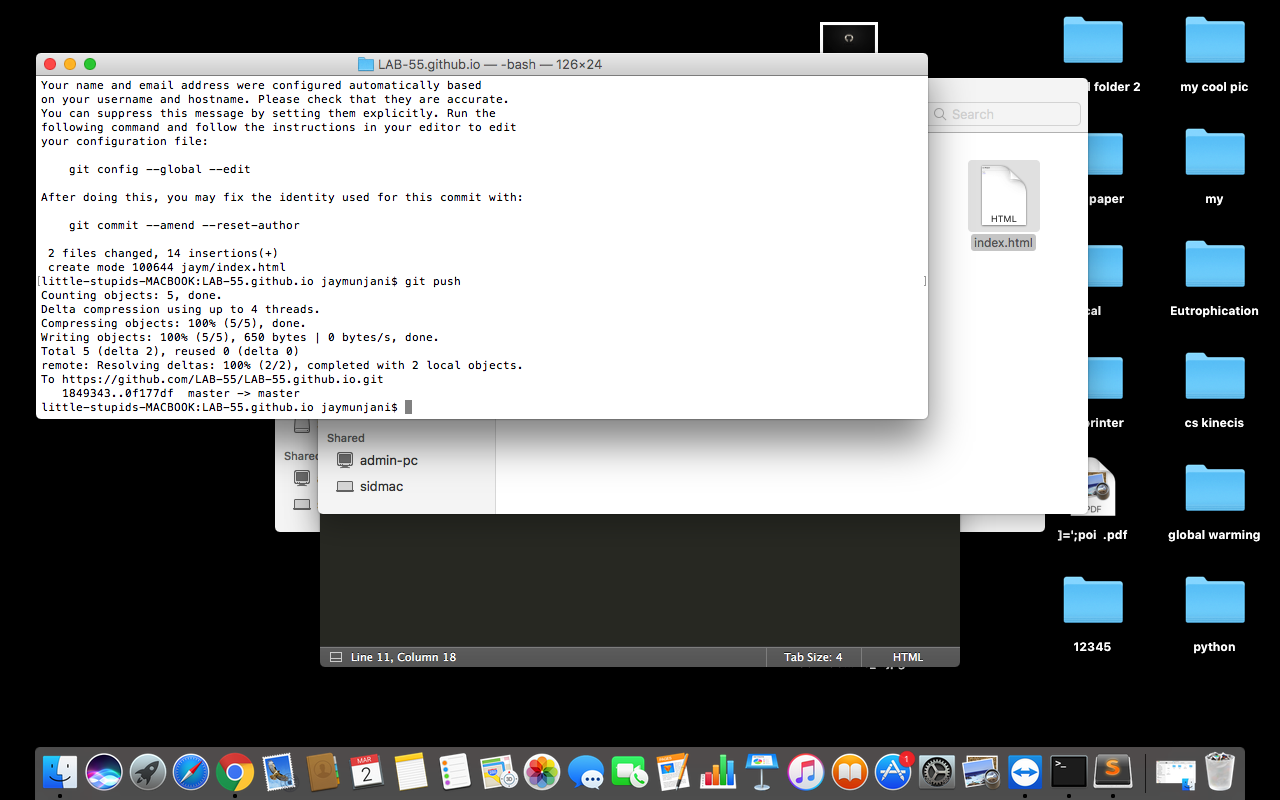 LAB-55.github.io — -bash — 126×24
Your name and email address were configured automatically based
on your username and hostname. Please check that they are accurate.
You can suppress this message by setting them explicitly. Run the
following command and follow the instructions in your editor to edit
your configuration file:
git config --global --edit
After doing this, you may fix the identity used for this commit with:
git commit --amend --reset-author
2 files changed, 14 insertions(+)
create mode 100644 jaym/index.html
[little-stupids-MACBOOK:LAB-55.github.io jaymunjani$ git push ]
Counting objects: 5, done.
Delta compression using up to 4 threads.
Compressing objects: 100% (5/5), done.
Writing objects: 100% (5/5), 650 bytes | 0 bytes/s, done.
Total 5 (delta 2), reused 0 (delta 0)
remote: Resolving deltas: 100% (2/2), completed with 2 local objects.
To https://github.com/LAB-55/LAB-55.github.io.git
1849343..0f177df  master -> master
little-stupids-MACBOOK:LAB-55.github.io jaymunjani$
Search
HTML
index.html
Shared
Shared
admin-pc
sidmac
Line 11, Column 18
Tab Size: 4
HTML
folder 2
my cool pic
my
Eutrophication
cs kinecis
PDF
]=';poi .pdf
global warming
12345
python
MAR
2
1